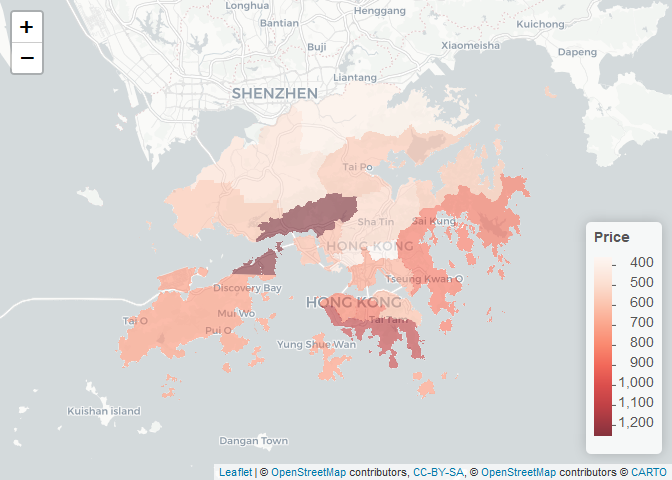 +
−
Longhua
Henggang
Kuichong
Bantian
Buji
Xiaomeisha
Dapeng
Liantang
SHENZHEN
Tai Po
Sha Tin
Sai Kung
HONG KONG
Tseung Kwan O
Discovery Bay
HONG KONG
Mui Wo
Tai O
Tai Tam
Pui O
Yung Shue Wan
Kuishan island
Dangan Town
Price
400
500
600
700
800
900
1,000
1,100
1,200
Leaflet | © OpenStreetMap contributors, CC-BY-SA, © OpenStreetMap contributors © CARTO